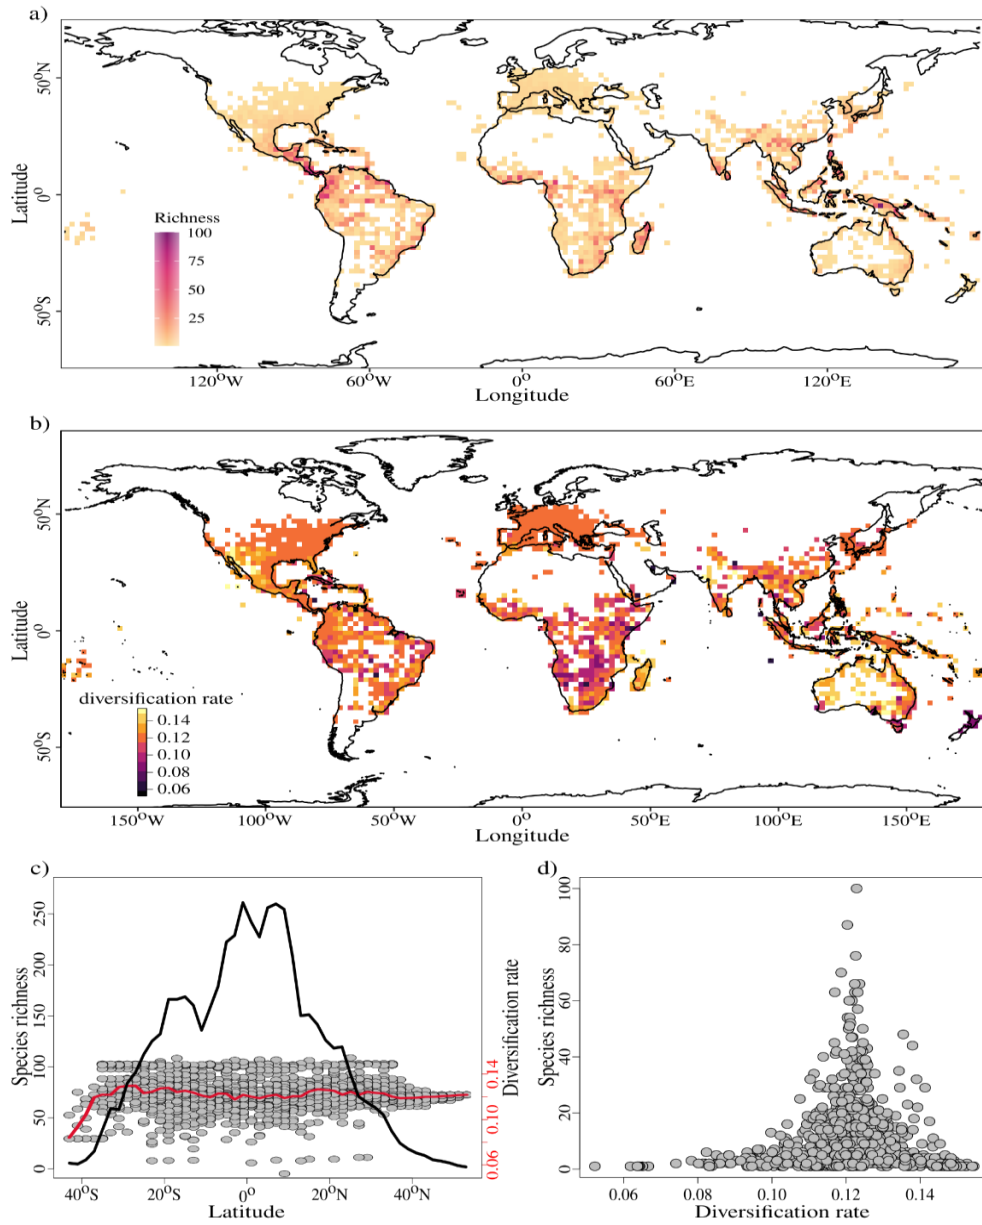 a)
Latitude
50°N
0°
50°S
Richness
100
75
50
25
120°W
60°W
0°
60°E
120°E
Longitude
b)
Latitude
50°N
0°
50°S
diversification rate
0.14
0.12
0.10
0.08
0.06
150°W
100°W
50°W
0°
50°E
100°E
150°E
Longitude
c)
Species richness
250
200
150
100
50
0
40°S
20°S
0°
20°N
40°N
Latitude
0.14
0.10
0.06
Diversification rate
d)
Species richness
100
80
60
40
20
0
0.06
0.08
0.10
0.12
0.14
Diversification rate